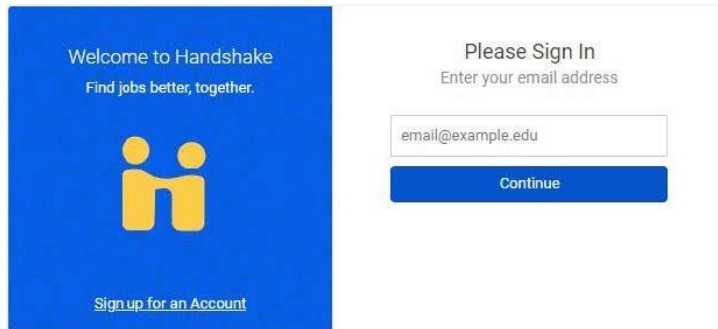 Welcome to Handshake
Find jobs better, together.
Sign up for an Account
Please Sign In
Enter your email address
email@example.edu
Continue